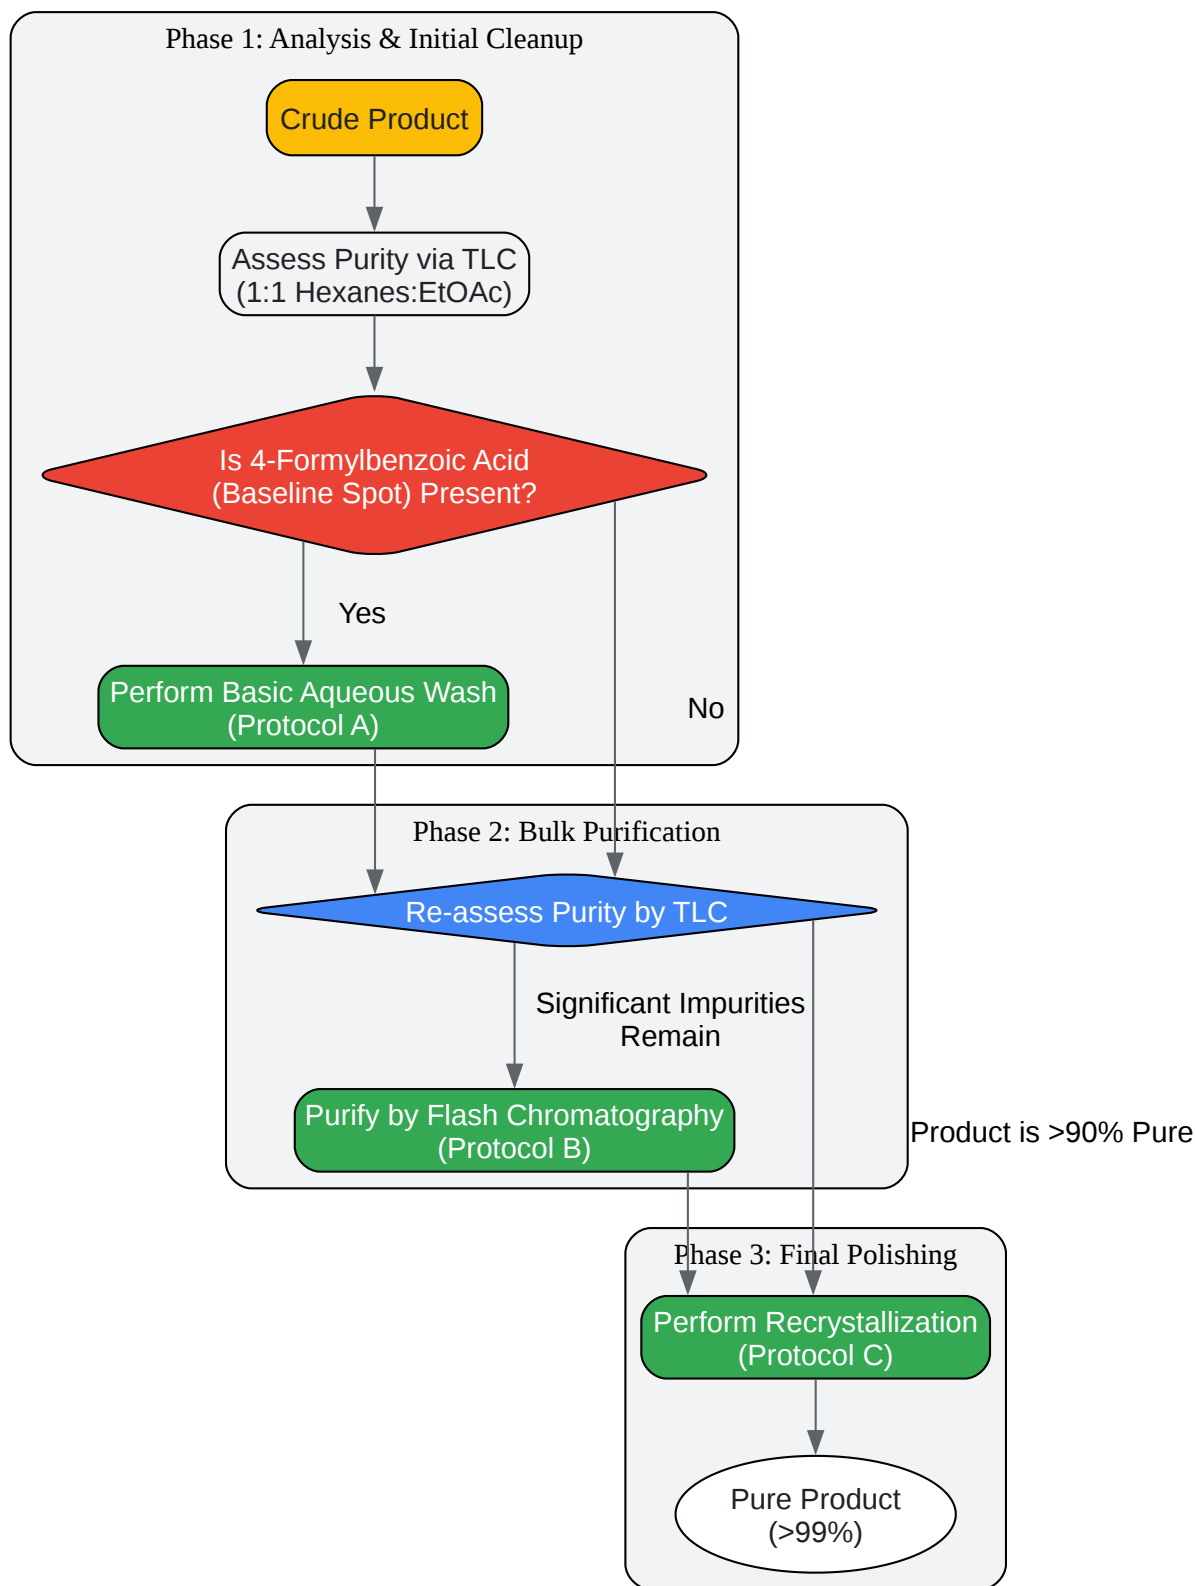 Phase 1: Analysis & Initial Cleanup
Crude Product
Assess Purity via TLC
(1:1 Hexanes:EtOAc)
Is 4-Formylbenzoic Acid
(Baseline Spot) Present?
Yes
Perform Basic Aqueous Wash
(Protocol A)
No
Phase 2: Bulk Purification
Re-assess Purity by TLC
Significant Impurities
Remain
Purify by Flash Chromatography
(Protocol B)
Product is >90% Pure
Phase 3: Final Polishing
Perform Recrystallization
(Protocol C)
Pure Product
(>99%)